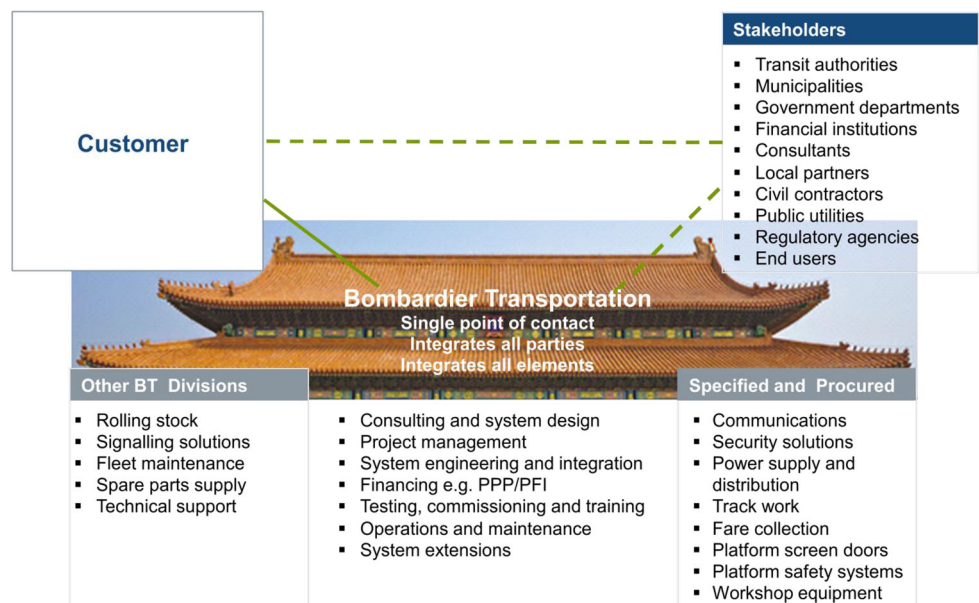 Customer
Stakeholders
Transit authorities
Municipalities
Government departments
Financial institutions
Consultants
Local partners
Civil contractors
Public utilities
Regulatory agencies
End users
Bombardier Transportation
Single point of contact
Integrates all parties
Integrates all elements
Other BT Divisions
Rolling stock
Signalling solutions
Fleet maintenance
Spare parts supply
Technical support
Consulting and system design
Project management
System engineering and integration
Financing e.g. PPP/PFI
Testing, commissioning and training
Operations and maintenance
System extensions
Specified and Procured
Communications
Security solutions
Power supply and
distribution
Track work
Fare collection
Platform screen doors
Platform safety systems
Workshop equipment